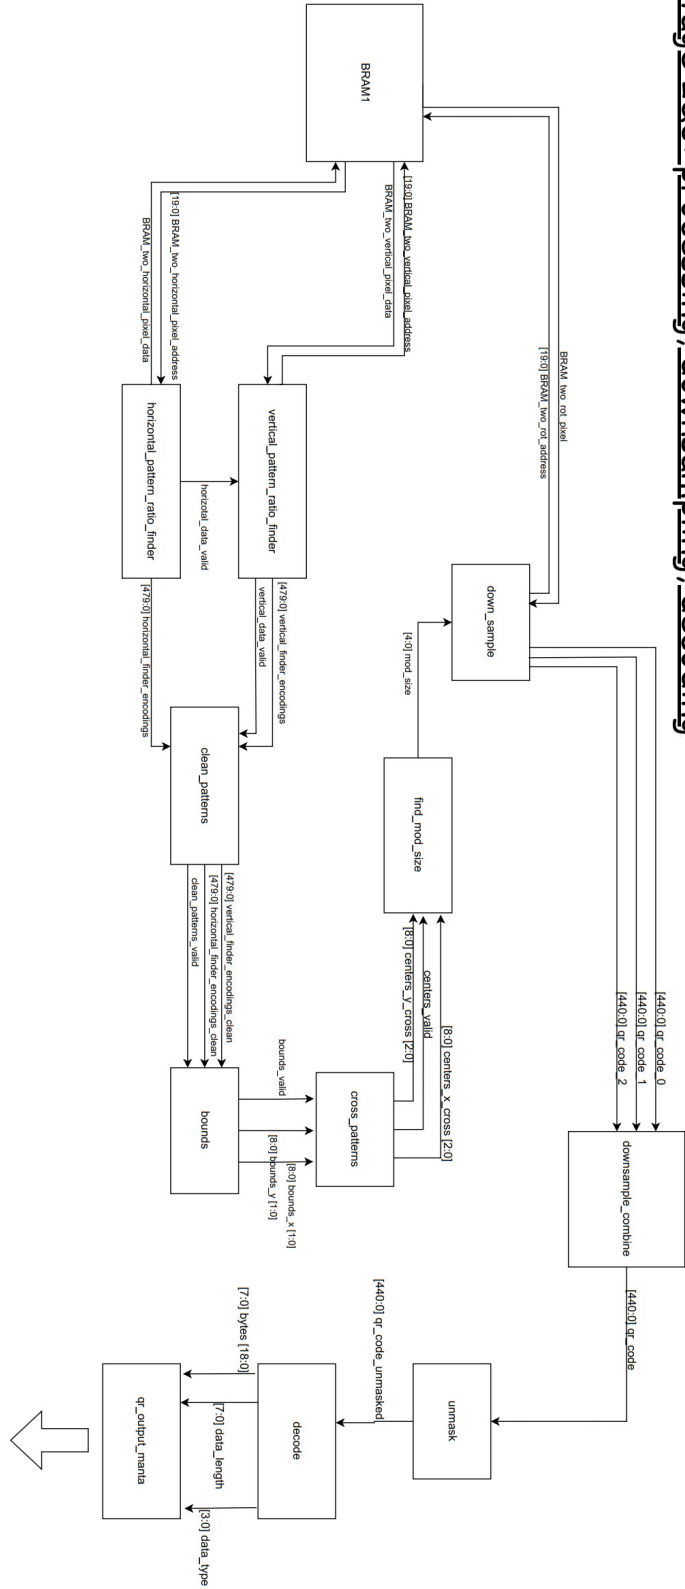 processing/downsampling/decoding
BRAM1
BRAM_two_rot_pixel
[19:0] BRAM_two_rot_address
[19:0] BRAM_two_vertical_pixel_address
BRAM_two_vertical_pixel_data
[19:0] BRAM_two_horizontal_pixel_address
BRAM_two_horizontal_pixel_data
down_sample
[440:0] qr_code_0
[440:0] qr_code_1
[440:0] qr_code_2
downsample_combine
[440:0] qr_code
[4:0] mod_size
find_mod_size
[8:0] centers_x_cross [2:0]
centers_valid
[8:0] centers_y_cross [2:0]
vertical_pattern_ratio_finder
horizontal_pattern_ratio_finder
horizotal_data_valid
[479:0] vertical_finder_encodings
vertical_data_valid
[479:0] horizontal_finder_encodings
clean_patterns
[479:0] vertical_finder_encodings_clean
[479:0] horizontal_finder_encodings_clean
clean_patterns_valid
bounds
bounds_valid
[8:0] bounds_x [1:0]
[8:0] bounds_y [1:0]
cross_patterns
unmask
[440:0] qr_code_unmasked
decode
[7:0] bytes [18:0]
[7:0] data_length
[3:0] data_type
qr_output_manta